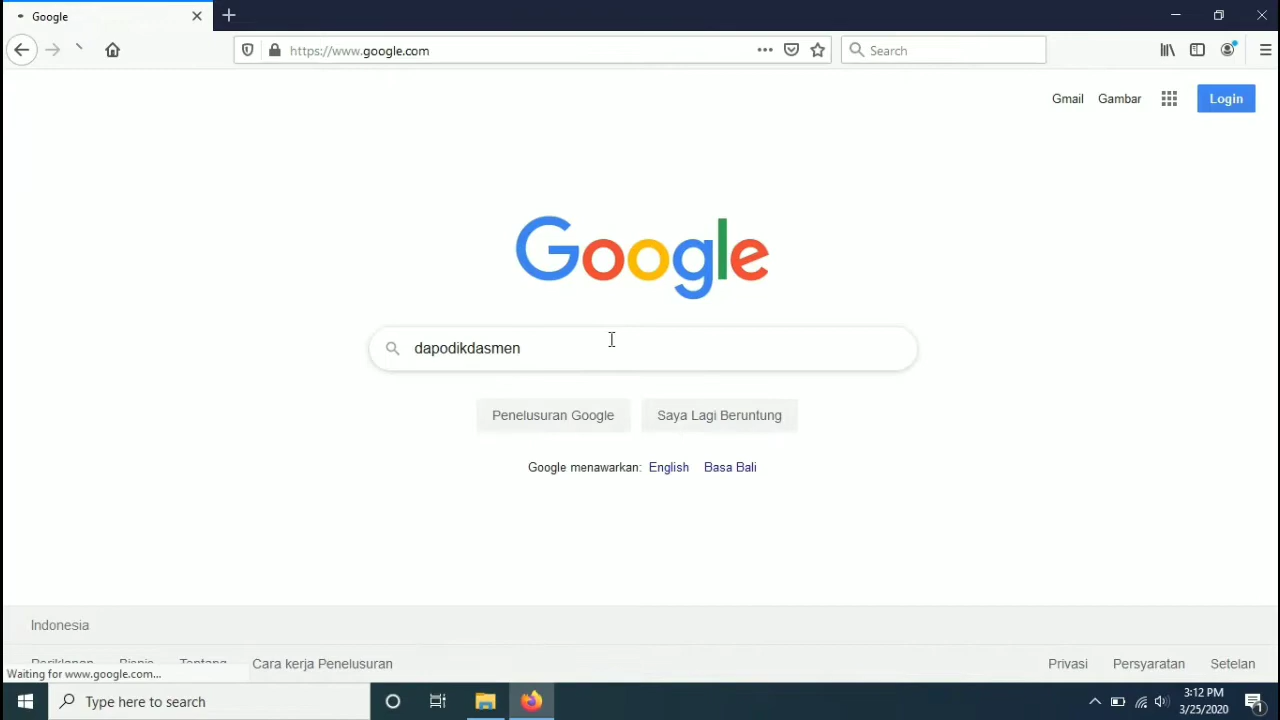 Google
https://www.google.com
Search
Gmail
Gambar
Login
Google
dapodikdasmen
Penelusuran Google
Saya Lagi Beruntung
Google menawarkan: English Basa Bali
Indonesia
Periklanan Bisnis Tentang Cara kerja Penelusuran
Privasi Persyaratan Setelan
Waiting for www.google.com...
Type here to search
3:12 PM
3/25/2020
1